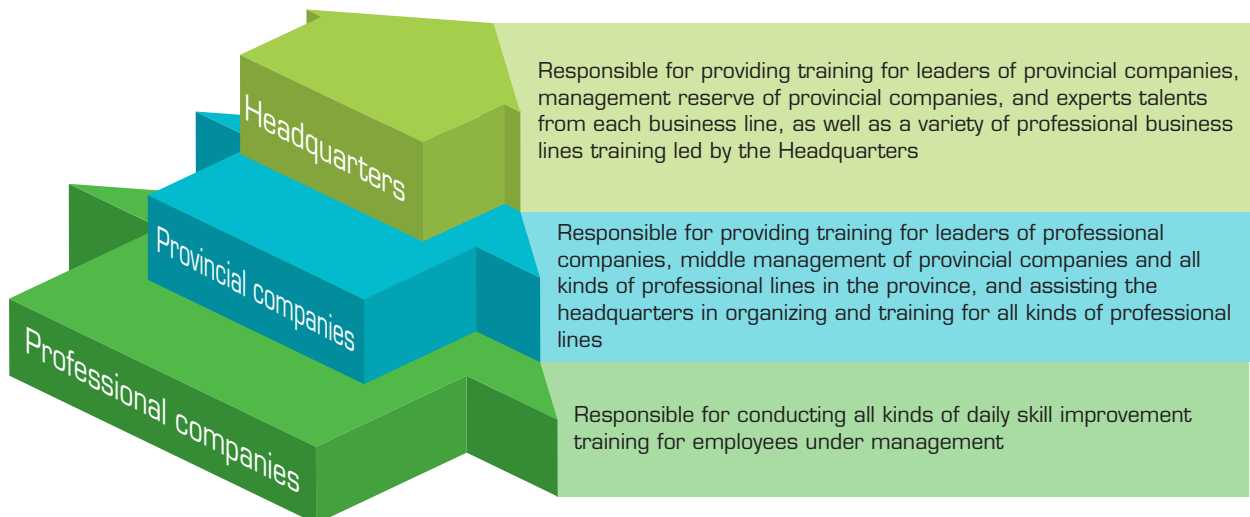 Headquarters
Responsible for providing training for leaders of provincial companies,
management reserve of provincial companies, and experts talents
from each business line, as well as a variety of professional business
lines training led by the Headquarters
Provincial companies
Responsible for providing training for leaders of professional
companies, middle management of provincial companies and all
kinds of professional lines in the province, and assisting the
headquarters in organizing and training for all kinds of professional
lines
Professional companies
Responsible for conducting all kinds of daily skill improvement
training for employees under management